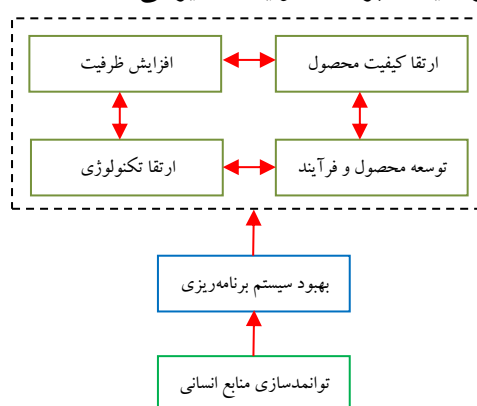 ارتقا کیفیت محصول
افزایش ظرفیت
توسعه محصول و فرآیند
ارتقا تکنولوژی
بهبود سیستم برنامه‌ریزی
توانمدسازی منابع انسانی